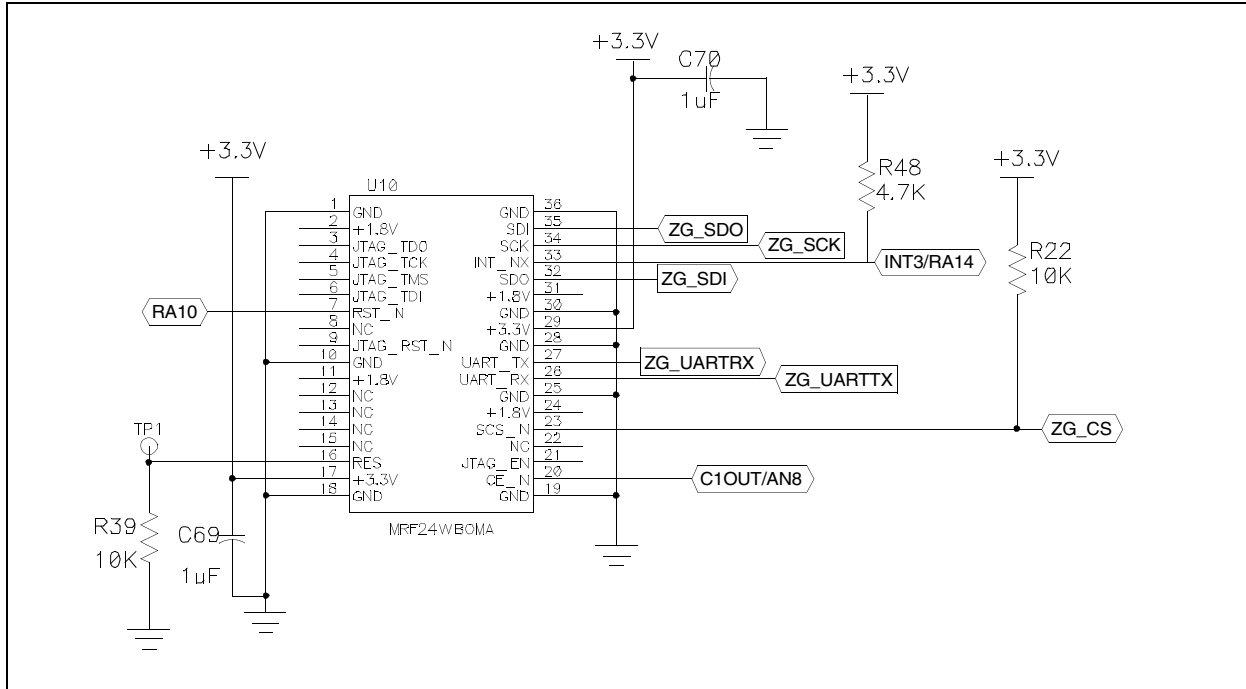 +3.3V
C70
1uF
+3.3V
+3.3V
R48
4.7K
+3.3V
R22
10K
U10
1 GND
2 +1.8V
3 JTAG_TDO
4 JTAG_TCK
5 JTAG_TMS
6 JTAG_TDI
7 RST_N
8 NC
9 JTAG_RST_N
10 GND
11 +1.8V
12 NC
13 NC
14 NC
15 NC
16 RES
17 +3.3V
18 GND
GND 36
SDI 35
SCK 34
INT_NX 33
SDO 32
+1.8V 31
GND 30
+3.3V 29
GND 28
UART_TX 27
UART_RX 26
GND 25
+1.8V 24
SCS_N 23
NC 22
JTAG_EN 21
CE_N 20
GND 19
MRF24WB0MA
RA10
ZG_SDO
ZG_SCK
INT3/RA14
ZG_SDI
ZG_UARTRX
ZG_UARTTX
ZG_CS
C1OUT/AN8
TP1
R39
10K
C69
1uF